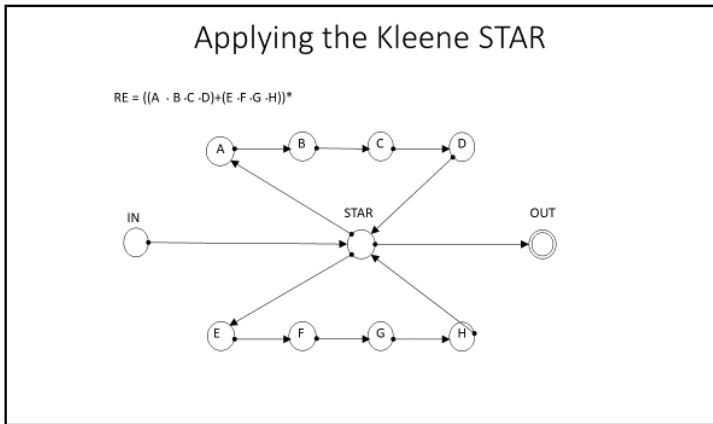 Applying the Kleene STAR
RE = ((A · B ·C ·D)+(E ·F ·G ·H))*
A
B
C
D
IN
STAR
OUT
E
F
G
H